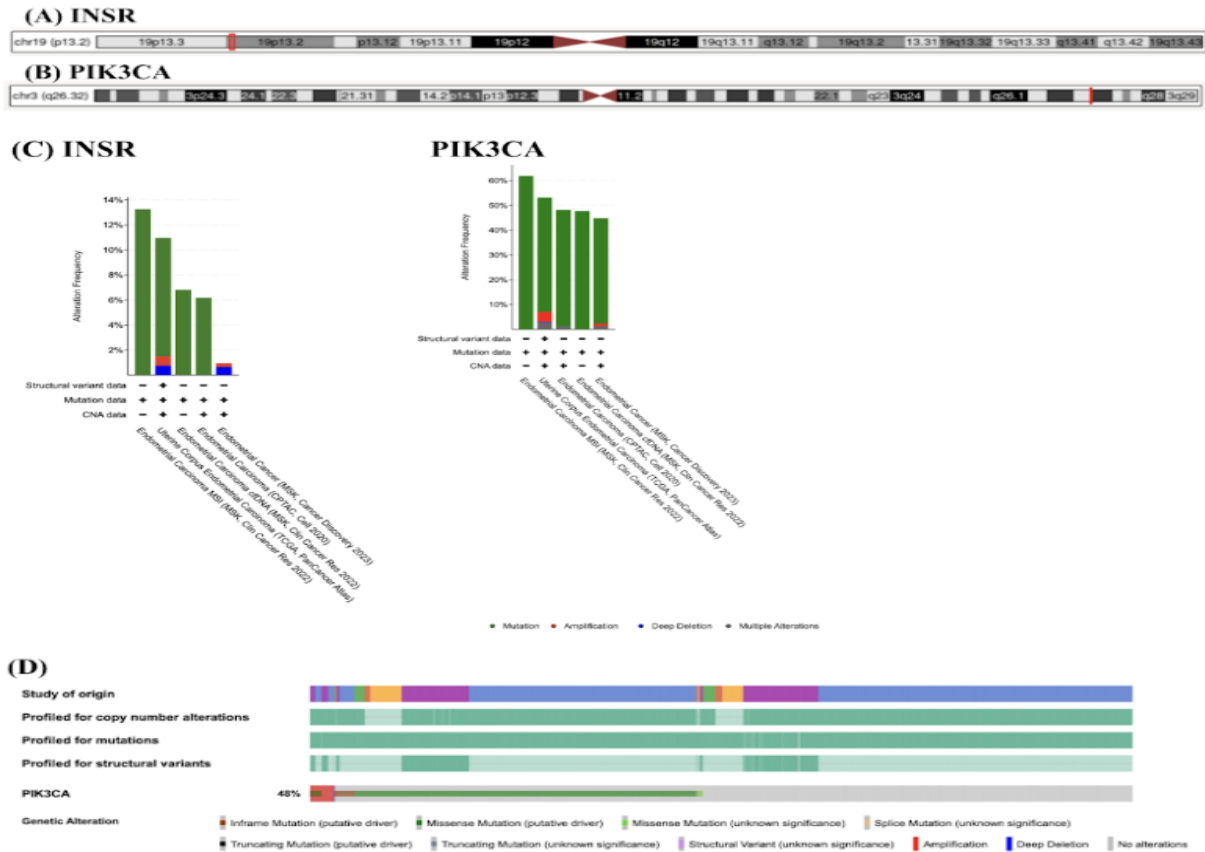 (A) INSR
chr19 (p13.2) 19p13.3 19p13.2 p13.12 19p13.11 19p12 19q12 19q13.11 q13.12 19q13.2 13.31 19q13.32 19q13.33 q13.41 q13.42 19q13.43
(B) PIK3CA
chr3 (q26.32) 3p24.3 24.1 22.3 21.31 14.2 p14.1 p13 p12.3 11.2 22.1 q23 3q24 q26.1 q28 3q29
(C) INSR
PIK3CA
14%
12%
10%
8%
6%
4%
2%
Alteration Frequency
Structural variant data - + - - -
Mutation data + + + + +
CNA data - + - + +
Endometrial Carcinoma MSI (MSK, Clin Cancer Res 2022)
Uterine Corpus Endometrial Carcinoma (TCGA, PanCancer Atlas)
Endometrial Carcinoma cfDNA (MSK, Clin Cancer Res 2022)
Endometrial Carcinoma (CPTAC, Cell 2020)
Endometrial Cancer (MSK, Cancer Discovery 2023)
60%
50%
40%
30%
20%
10%
Alteration Frequency
Structural variant data - + - - -
Mutation data + + + + +
CNA data - + + - +
Endometrial Carcinoma MSI (MSK, Clin Cancer Res 2022)
Uterine Corpus Endometrial Carcinoma (TCGA, PanCancer Atlas)
Endometrial Carcinoma (CPTAC, Cell 2020)
Endometrial Carcinoma cfDNA (MSK, Clin Cancer Res 2022)
Endometrial Cancer (MSK, Cancer Discovery 2023)
Mutation Amplification Deep Deletion Multiple Alterations
(D)
Study of origin
Profiled for copy number alterations
Profiled for mutations
Profiled for structural variants
PIK3CA 48%
Genetic Alteration Inframe Mutation (putative driver) Missense Mutation (putative driver) Missense Mutation (unknown significance) Splice Mutation (unknown significance)
Truncating Mutation (putative driver) Truncating Mutation (unknown significance) Structural Variant (unknown significance) Amplification Deep Deletion No alterations